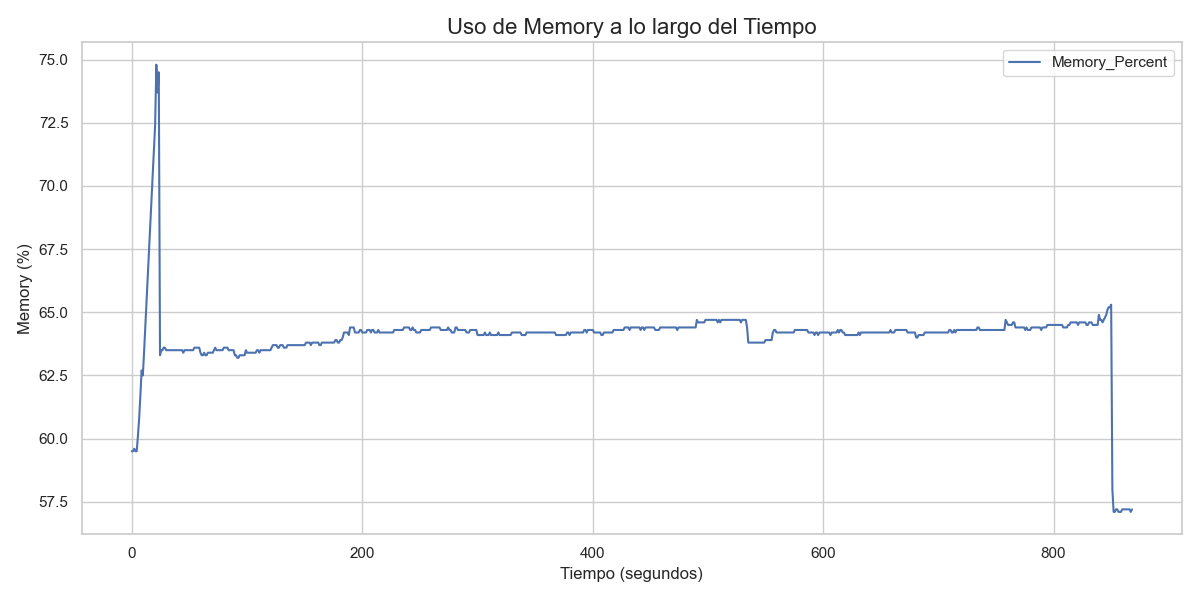 Uso de Memory a lo largo del Tiempo
Memory_Percent
75.0
72.5
70.0
67.5
65.0
62.5
60.0
57.5
Memory (%)
0 200 400 600 800
Tiempo (segundos)